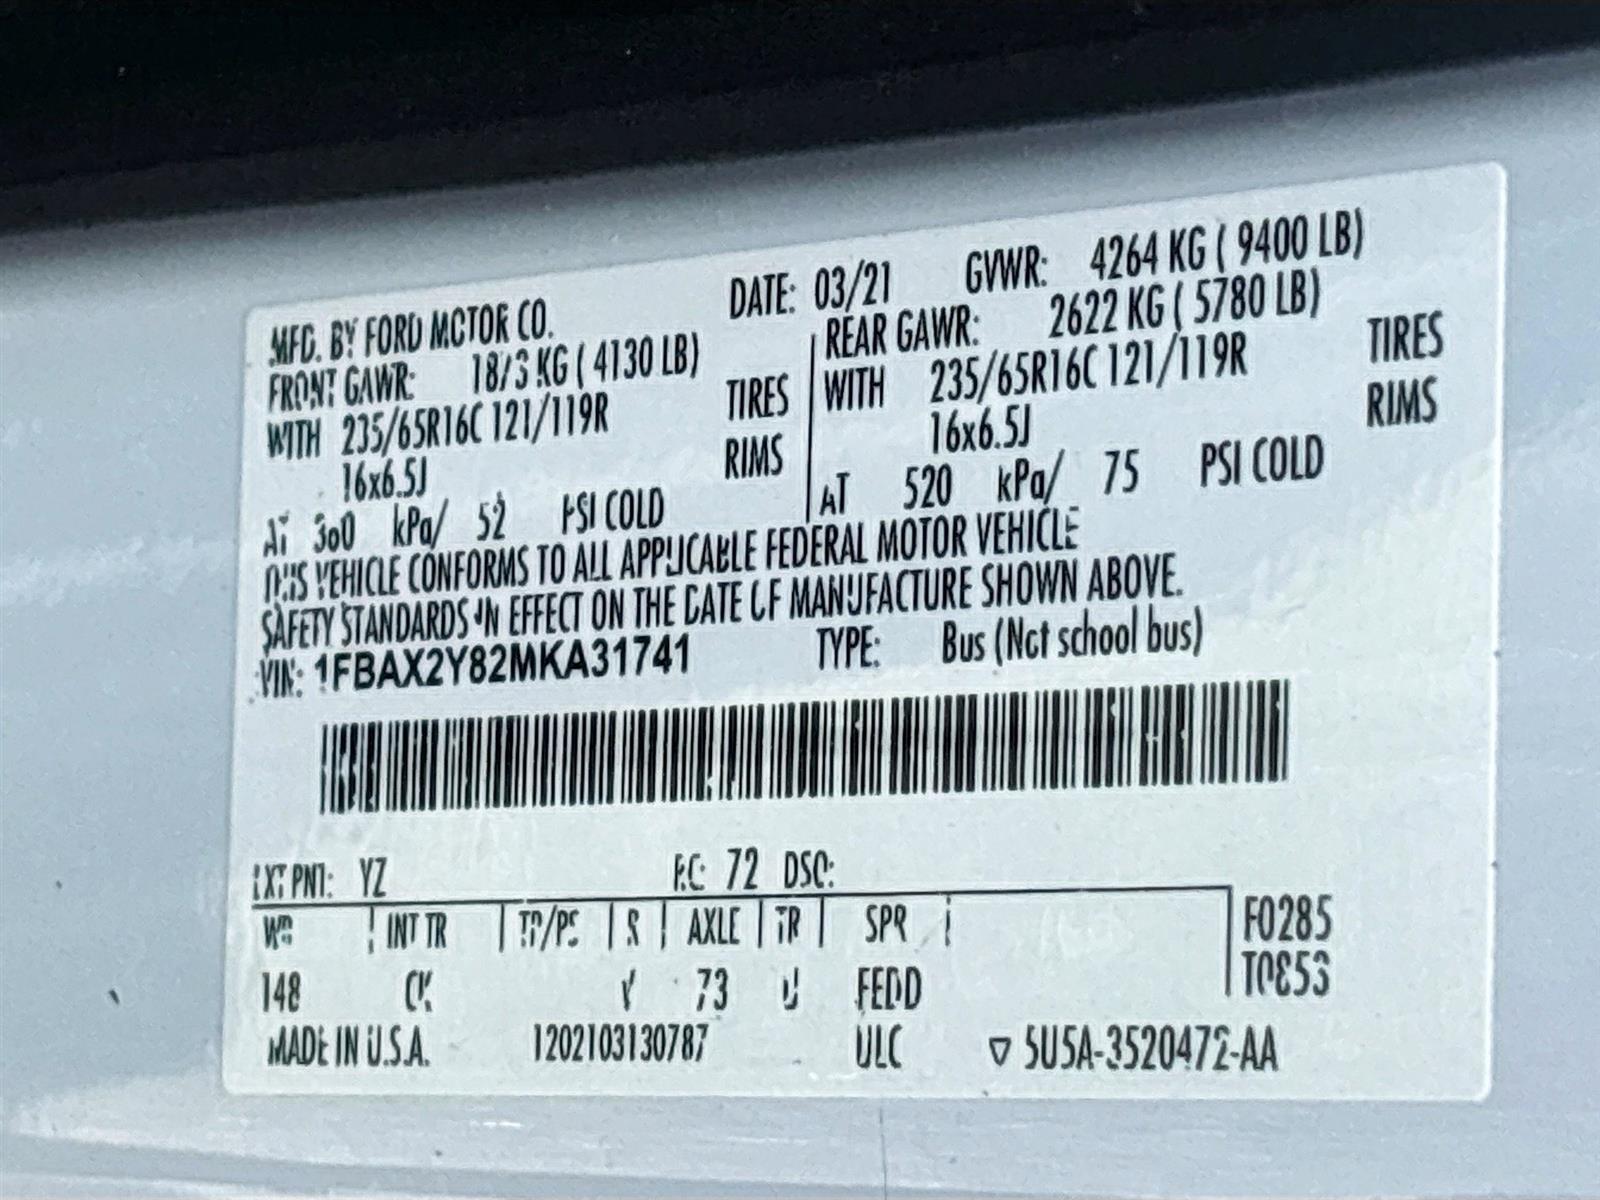 MFD. BY FORD MOTOR CO. DATE: 03/21 GVWR: 4264 KG ( 9400 LB)
FRONT GAWR: 1873 KG ( 4130 LB) REAR GAWR: 2622 KG ( 5780 LB)
WITH 235/65R16C 121/119R TIRES WITH 235/65R16C 121/119R TIRES
16x6.5J RIMS 16x6.5J RIMS
AT 360 kPa/ 52 PSI COLD AT 520 kPa/ 75 PSI COLD
THIS VEHICLE CONFORMS TO ALL APPLICABLE FEDERAL MOTOR VEHICLE
SAFETY STANDARDS IN EFFECT ON THE DATE OF MANUFACTURE SHOWN ABOVE.
VIN: 1FBAX2Y82MKA31741 TYPE: Bus (Not school bus)
EXT PNT: YZ RC: 72 DSO:
WB INT TR TP/PS R AXLE TR SPR F0285
148 CK 73 U FEDD T0853
MADE IN U.S.A. 1202103130787 ULC ▽ 5U5A-3520472-AA